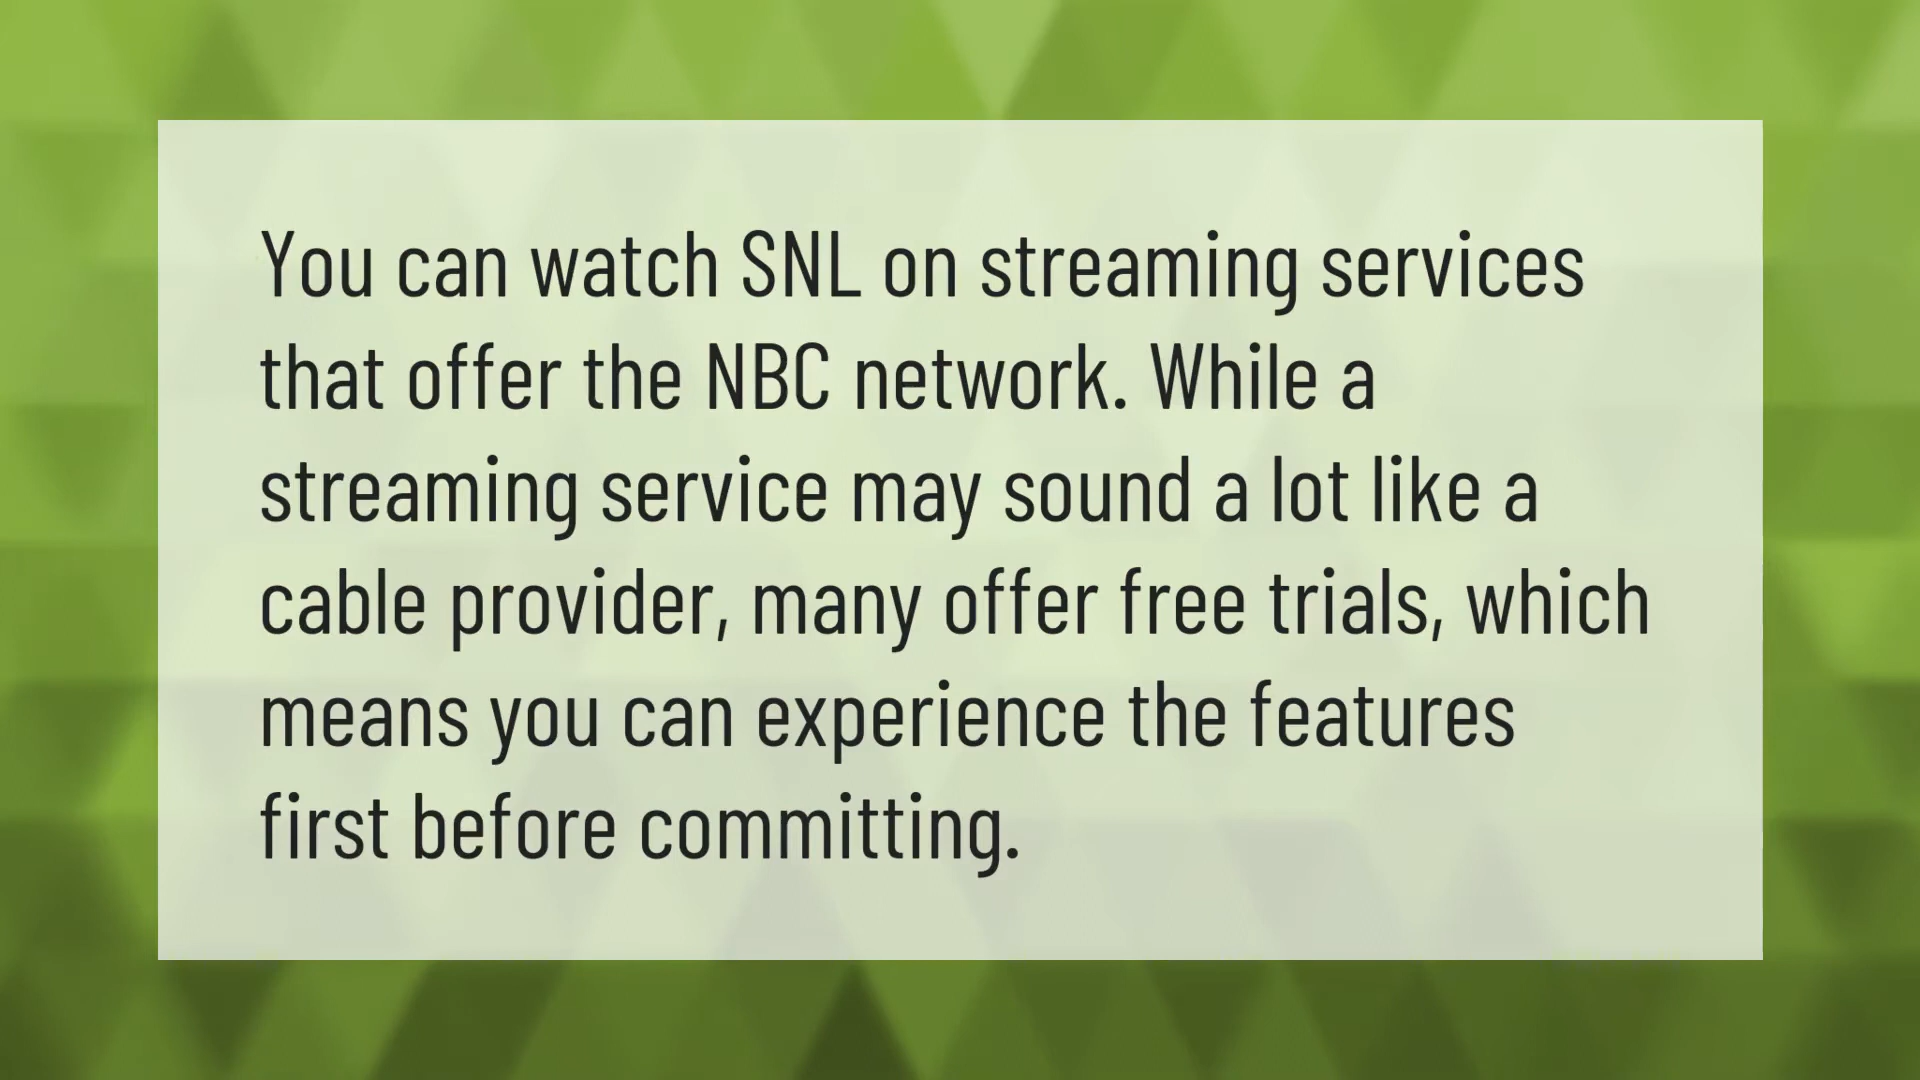 You can watch SNL on streaming services
that offer the NBC network. While a
streaming service may sound a lot like a
cable provider, many offer free trials, which
means you can experience the features
first before committing.